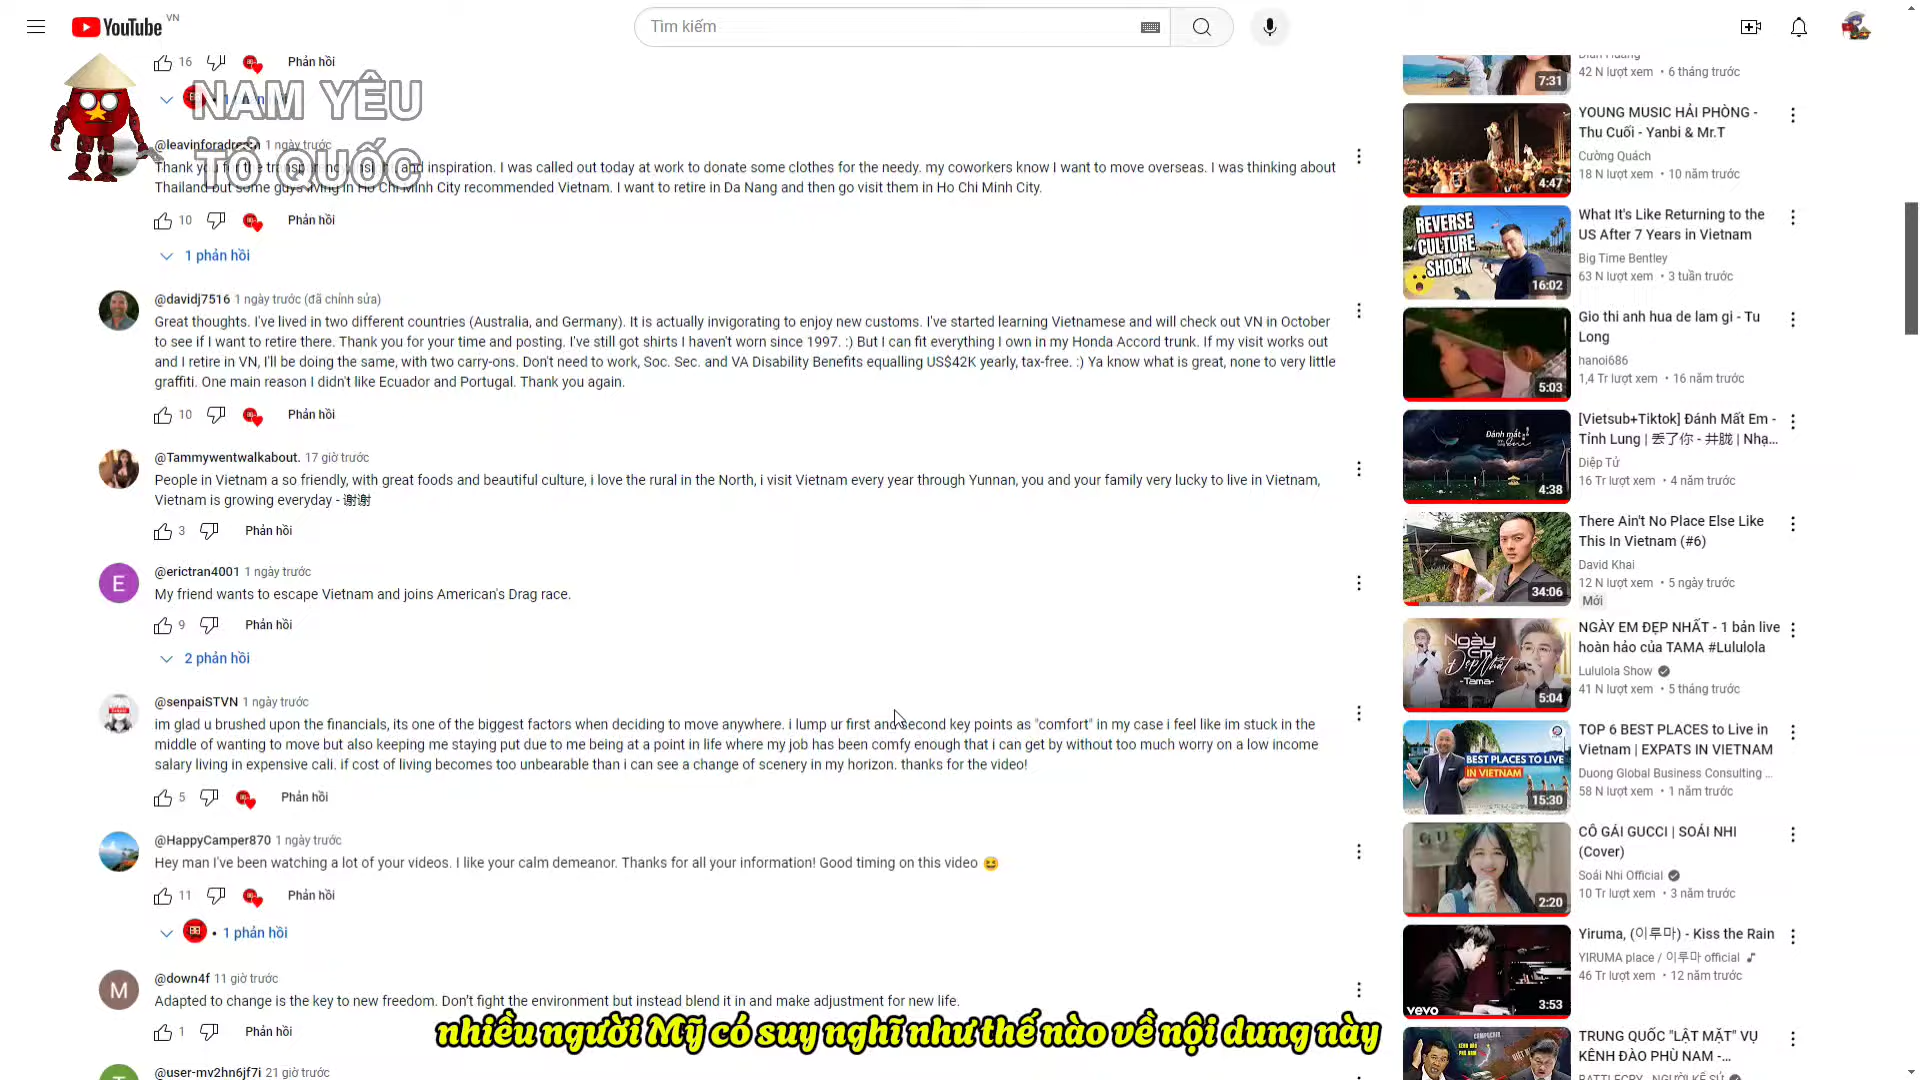 YouTube VN
Tìm kiếm
16 Phản hồi
NAM YÊU
TỔ QUỐC
@leavinforadream 1 ngày trước
and inspiration. I was called out today at work to donate some clothes for the needy. my coworkers know I want to move overseas. I was thinking about
Thailand but some guys living in Ho Chi Minh City recommended Vietnam. I want to retire in Da Nang and then go visit them in Ho Chi Minh City.
10 Phản hồi
1 phản hồi
@davidj7516 1 ngày trước (đã chỉnh sửa)
Great thoughts. I've lived in two different countries (Australia, and Germany). It is actually invigorating to enjoy new customs. I've started learning Vietnamese and will check out VN in October
to see if I want to retire there. Thank you for your time and posting. I've still got shirts I haven't worn since 1997. :) But I can fit everything I own in my Honda Accord trunk. If my visit works out
and I retire in VN, I'll be doing the same, with two carry-ons. Don't need to work, Soc. Sec. and VA Disability Benefits equalling US$42K yearly, tax-free. :) Ya know what is great, none to very little
graffiti. One main reason I didn't like Ecuador and Portugal. Thank you again.
10 Phản hồi
@Tammywentwalkabout. 17 giờ trước
People in Vietnam a so friendly, with great foods and beautiful culture, i love the rural in the North, i visit Vietnam every year through Yunnan, you and your family very lucky to live in Vietnam,
Vietnam is growing everyday - 谢谢
3 Phản hồi
E
@erictran4001 1 ngày trước
My friend wants to escape Vietnam and joins American's Drag race.
9 Phản hồi
2 phản hồi
@senpaiSTVN 1 ngày trước
im glad u brushed upon the financials, its one of the biggest factors when deciding to move anywhere. i lump ur first and second key points as "comfort" in my case i feel like im stuck in the
middle of wanting to move but also keeping me staying put due to me being at a point in life where my job has been comfy enough that i can get by without too much worry on a low income
salary living in expensive cali. if cost of living becomes too unbearable than i can see a change of scenery in my horizon. thanks for the video!
5 Phản hồi
@HappyCamper870 1 ngày trước
Hey man I've been watching a lot of your videos. I like your calm demeanor. Thanks for all your information! Good timing on this video 😆
11 Phản hồi
• 1 phản hồi
M
@down4f 11 giờ trước
Adapted to change is the key to new freedom. Don't fight the environment but instead blend it in and make adjustment for new life.
1 Phản hồi
@user-mv2hn6jf7i 21 giờ trước
nhiều người Mỹ có suy nghĩ như thế nào về nội dung này
7:31
42 N lượt xem • 6 tháng trước
YOUNG MUSIC HẢI PHÒNG -
Thu Cuối - Yanbi & Mr.T
Cường Quách
18 N lượt xem • 10 năm trước
4:47
REVERSE
CULTURE
SHOCK
16:02
What It's Like Returning to the
US After 7 Years in Vietnam
Big Time Bentley
63 N lượt xem • 3 tuần trước
Gio thi anh hua de lam gi - Tu
Long
hanoi686
1,4 Tr lượt xem • 16 năm trước
5:03
Đánh mất
em
4:38
[Vietsub+Tiktok] Đánh Mất Em -
Tỉnh Lung | 丢了你 - 井胧 | Nhạ...
Diệp Tử
16 Tr lượt xem • 4 năm trước
34:06
There Ain't No Place Else Like
This In Vietnam (#6)
David Khai
12 N lượt xem • 5 ngày trước
Mới
Ngày
Em
Đẹp Nhất
-Tama-
5:04
NGÀY EM ĐẸP NHẤT - 1 bản live
hoàn hảo của TAMA #Lululola
Lululola Show
41 N lượt xem • 5 tháng trước
BEST PLACES TO LIVE
IN VIETNAM
15:30
TOP 6 BEST PLACES to Live in
Vietnam | EXPATS IN VIETNAM
Duong Global Business Consulting ...
58 N lượt xem • 1 năm trước
2:20
CÔ GÁI GUCCI | SOÁI NHI
(Cover)
Soái Nhi Official
10 Tr lượt xem • 3 năm trước
vevo
3:53
Yiruma, (이루마) - Kiss the Rain
YIRUMA place / 이루마 official
46 Tr lượt xem • 12 năm trước
TRUNG QUỐC "LẬT MẶT" VỤ
KÊNH ĐÀO PHÙ NAM -...